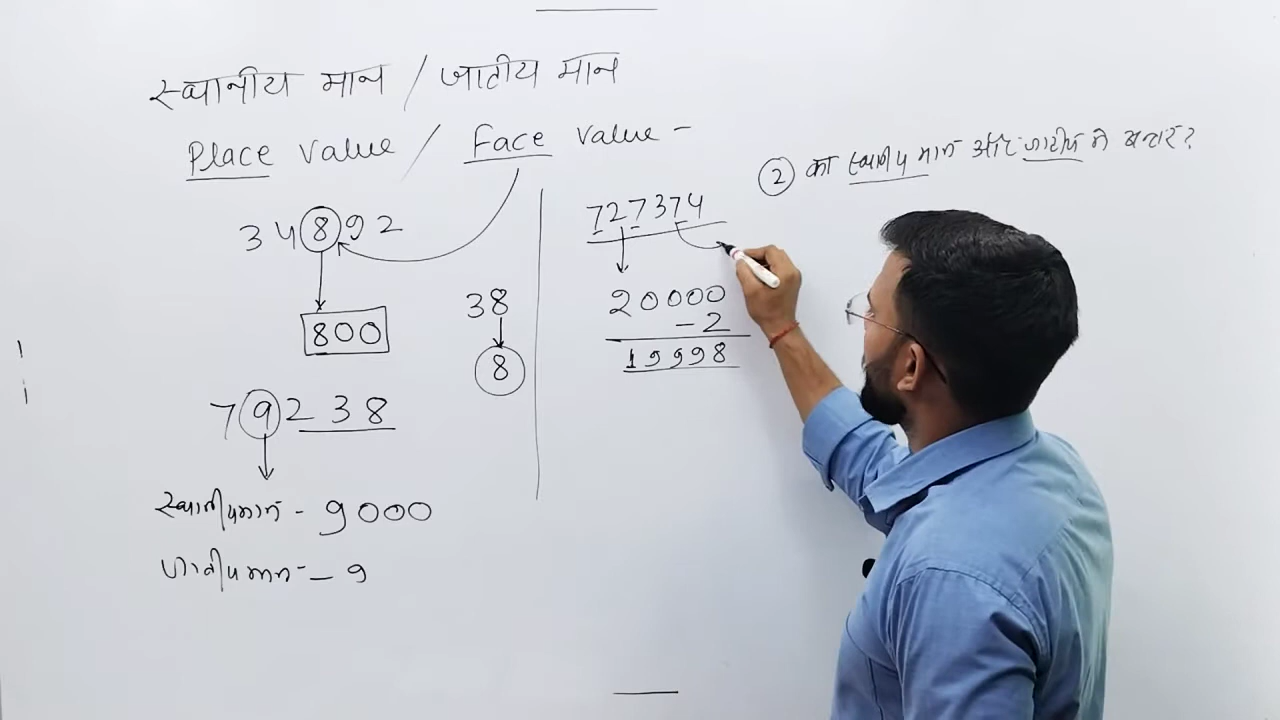 स्थानीय मान / जातीय मान
Place value / Face value -
34892
800
38
8
79238
स्थानीयमान - 9000
जातीयमान - 9
② का स्थानीय मान और जातीय में बताएं?
727374
20000
- 2
19998